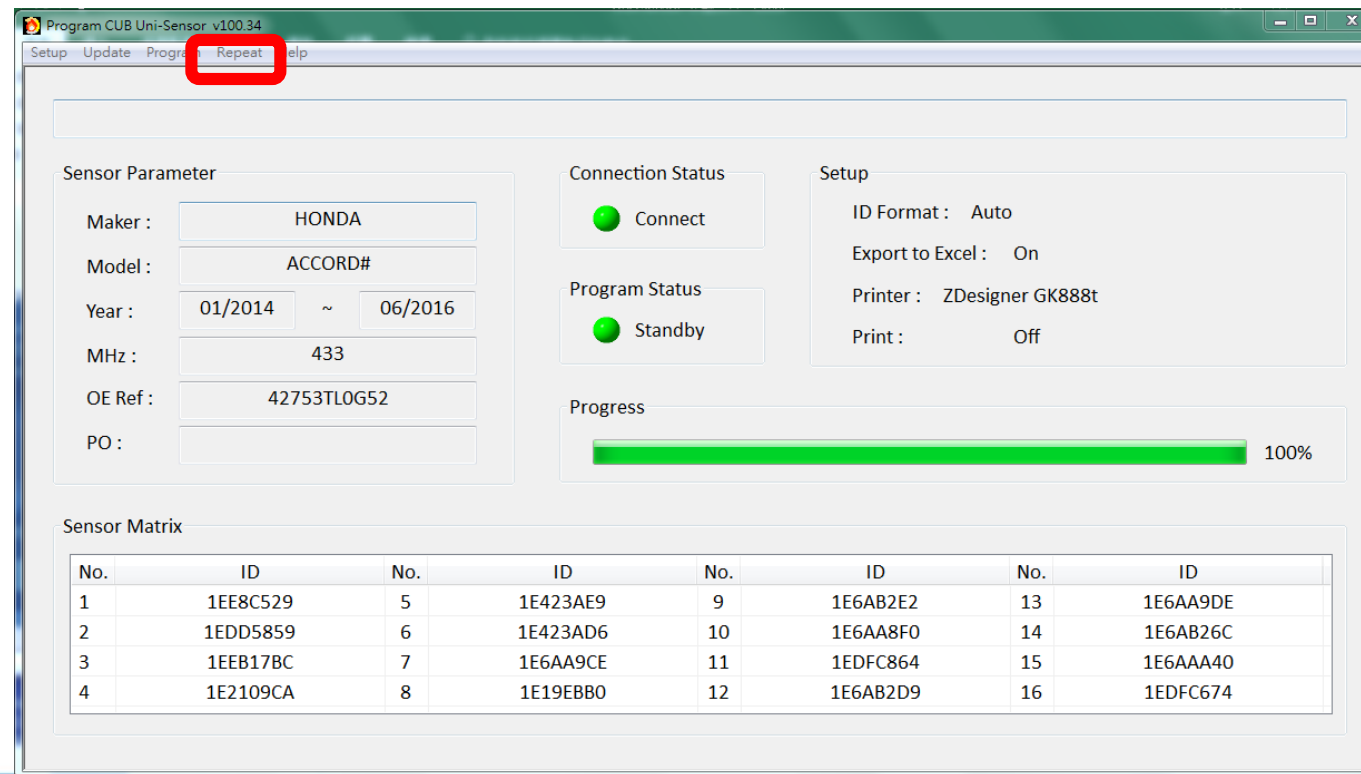 Program CUB Uni-Sensor v100.34
Setup Update Program Repeat Help
Sensor Parameter
Maker : HONDA
Model : ACCORD#
Year : 01/2014 ~ 06/2016
MHz : 433
OE Ref : 42753TL0G52
PO :
Connection Status
Connect
Program Status
Standby
Setup
ID Format : Auto
Export to Excel : On
Printer : ZDesigner GK888t
Print : Off
Progress
100%
Sensor Matrix
No. ID No. ID No. ID No. ID
1 1EE8C529 5 1E423AE9 9 1E6AB2E2 13 1E6AA9DE
2 1EDD5859 6 1E423AD6 10 1E6AA8F0 14 1E6AB26C
3 1EEB17BC 7 1E6AA9CE 11 1EDFC864 15 1E6AAA40
4 1E2109CA 8 1E19EBB0 12 1E6AB2D9 16 1EDFC674